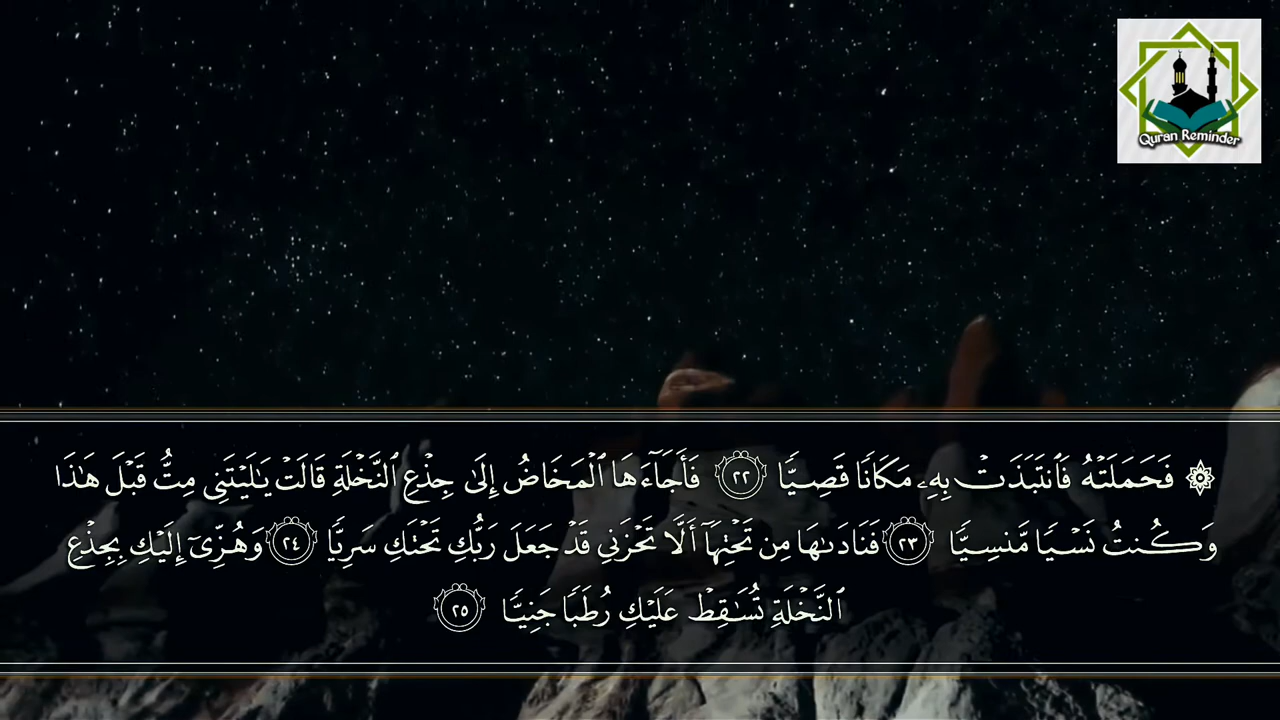 Quran Reminder
۞ فَحَمَلَتْهُ فَٱنتَبَذَتْ بِهِۦ مَكَانًا قَصِيًّا ٢٢ فَأَجَآءَهَا ٱلْمَخَاضُ إِلَىٰ جِذْعِ ٱلنَّخْلَةِ قَالَتْ يَـٰلَيْتَنِى مِتُّ قَبْلَ هَـٰذَا
وَكُنتُ نَسْيًا مَّنسِيًّا ٢٣ فَنَادَىٰهَا مِن تَحْتِهَآ أَلَّا تَحْزَنِى قَدْ جَعَلَ رَبُّكِ تَحْتَكِ سَرِيًّا ٢٤ وَهُزِّىٓ إِلَيْكِ بِجِذْعِ
ٱلنَّخْلَةِ تُسَـٰقِطْ عَلَيْكِ رُطَبًا جَنِيًّا ٢٥